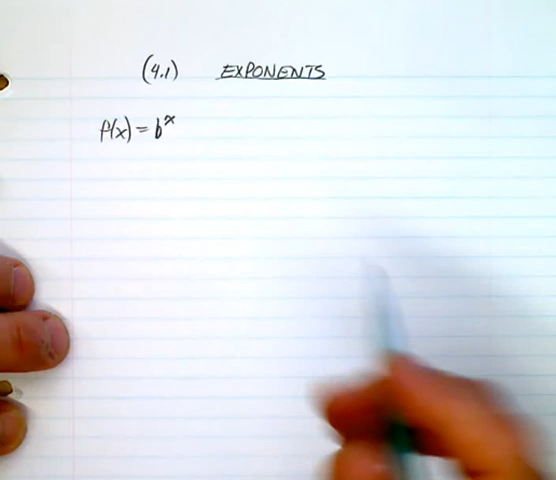 (4.1) EXPONENTS
f(x) = b^x